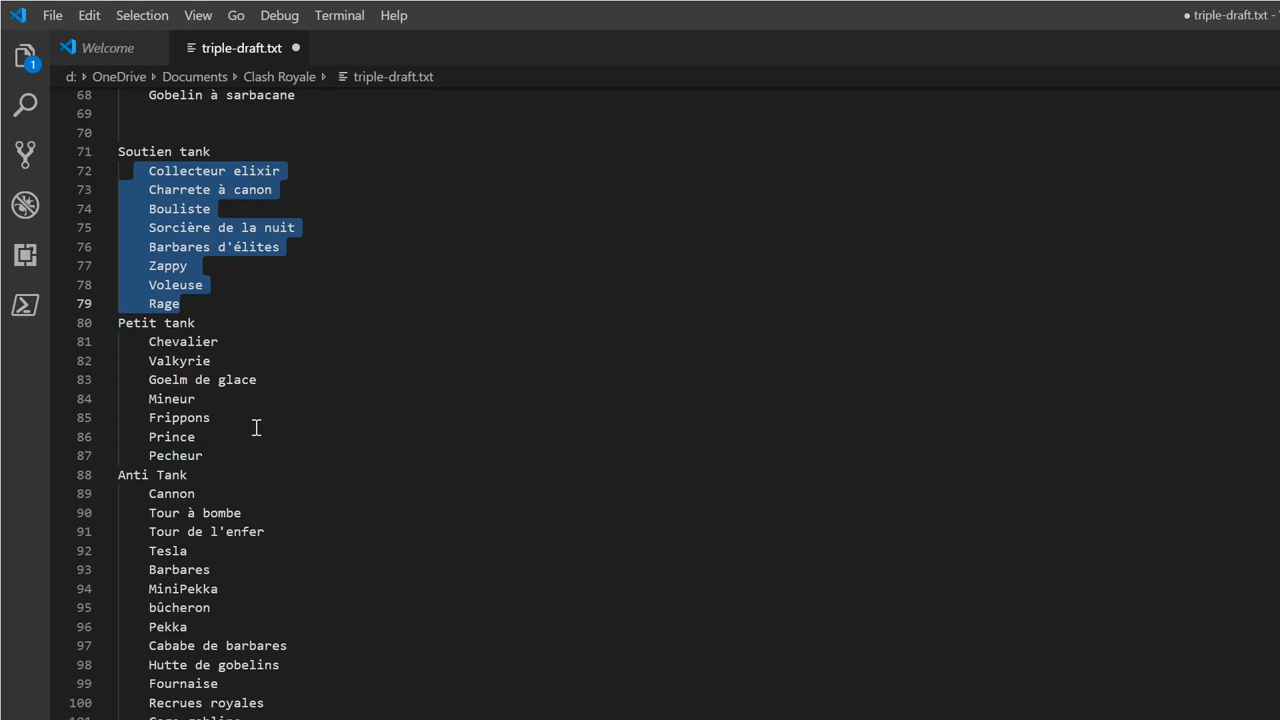 File Edit Selection View Go Debug Terminal Help ● triple-draft.txt -
Welcome triple-draft.txt ●
1
d: OneDrive Documents Clash Royale triple-draft.txt
68 Gobelin à sarbacane
69
70
71 Soutien tank
72 Collecteur elixir
73 Charrete à canon
74 Bouliste
75 Sorcière de la nuit
76 Barbares d'élites
77 Zappy
78 Voleuse
79 Rage
80 Petit tank
81 Chevalier
82 Valkyrie
83 Goelm de glace
84 Mineur
85 Frippons
86 Prince
87 Pecheur
88 Anti Tank
89 Cannon
90 Tour à bombe
91 Tour de l'enfer
92 Tesla
93 Barbares
94 MiniPekka
95 bûcheron
96 Pekka
97 Cababe de barbares
98 Hutte de gobelins
99 Fournaise
100 Recrues royales